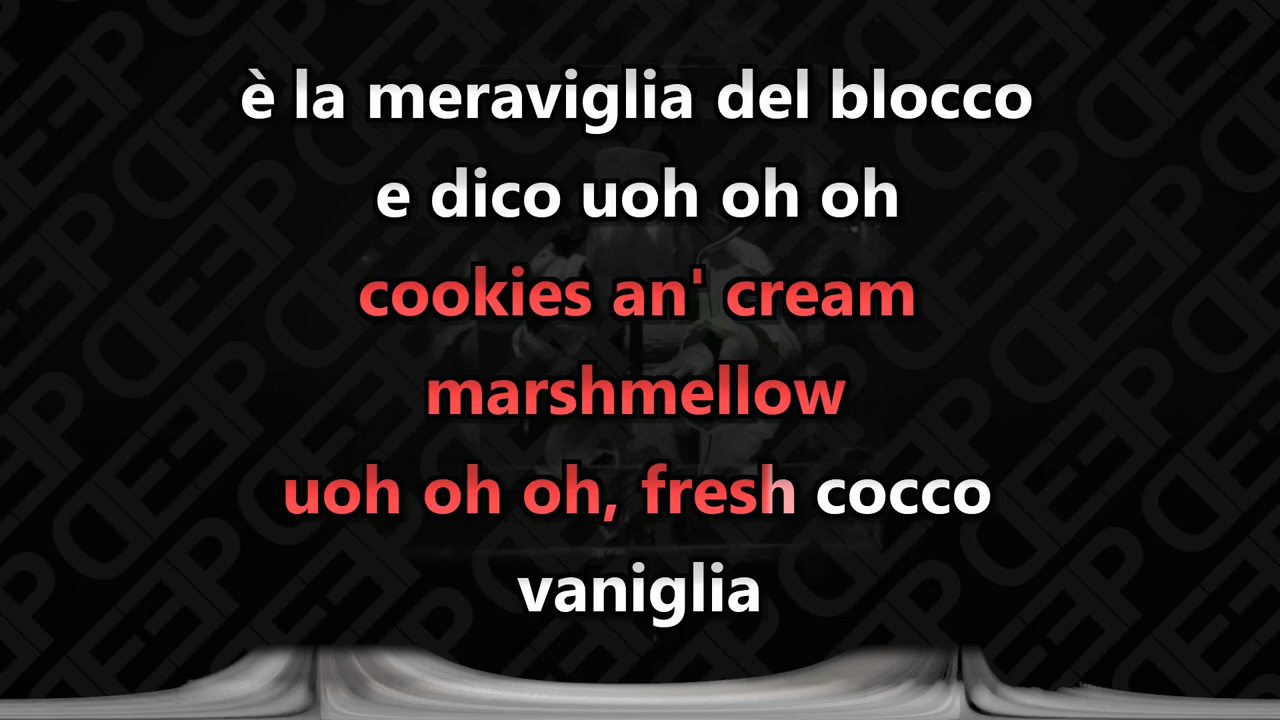 è la meraviglia del blocco
e dico uoh oh oh
cookies an' cream
marshmellow
uoh oh oh, fresh cocco
vaniglia